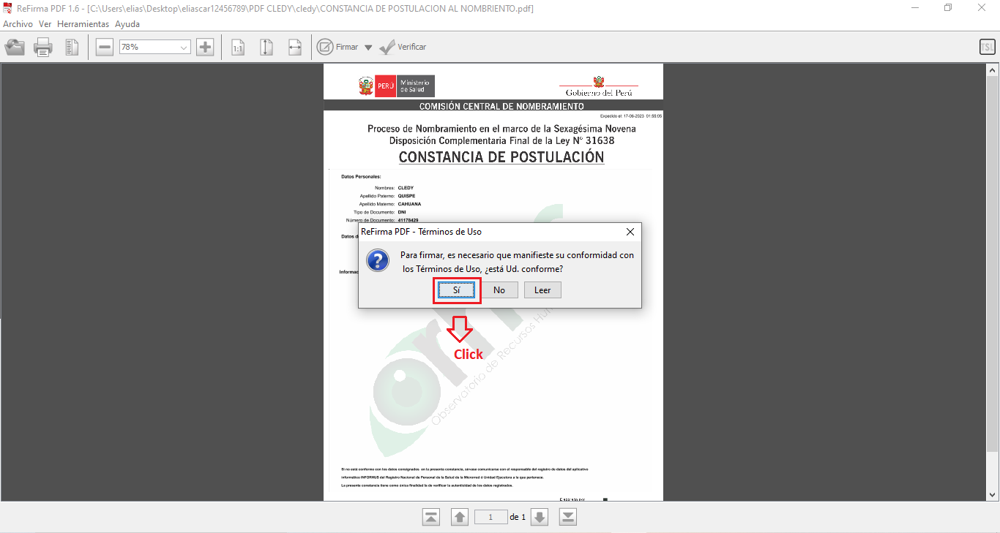 ReFirma PDF 1.6 - [C:\Users\elias\Desktop\eliascar12456789\PDF CLEDY\cledy\CONSTANCIA DE POSTULACION AL NOMBRIENTO.pdf]
Archivo Ver Herramientas Ayuda
78% 1:1 Firmar Verificar TSL
PERÚ Ministerio de Salud
Gobierno del Perú
COMISIÓN CENTRAL DE NOMBRAMIENTO
Expedido el: 17-06-2023 01:55:05
Proceso de Nombramiento en el marco de la Sexagésima Novena
Disposición Complementaria Final de la Ley N° 31638
CONSTANCIA DE POSTULACIÓN
Datos Personales:
Nombres: CLEDY
Apellido Paterno: QUISPE
Apellido Materno: CAHUANA
Tipo de Documento: DNI
Número de Documento: 41178429
Datos d
Informac
ReFirma PDF - Términos de Uso
Para firmar, es necesario que manifieste su conformidad con
los Términos de Uso, ¿está Ud. conforme?
Sí No Leer
Click
Observatorio de Recursos Hum
Si no está conforme con los datos consignados en la presenta constancia, sírvase comunicarse con el responsable del registro de datos del aplicativo
informático INFORHUS del Registro Nacional de Personal de la Salud de la Microred ó Unidad Ejecutora a la que pertenece.
La presente constancia tiene como única finalidad la de verificar la autenticidad de los datos registrados.
1 de 1